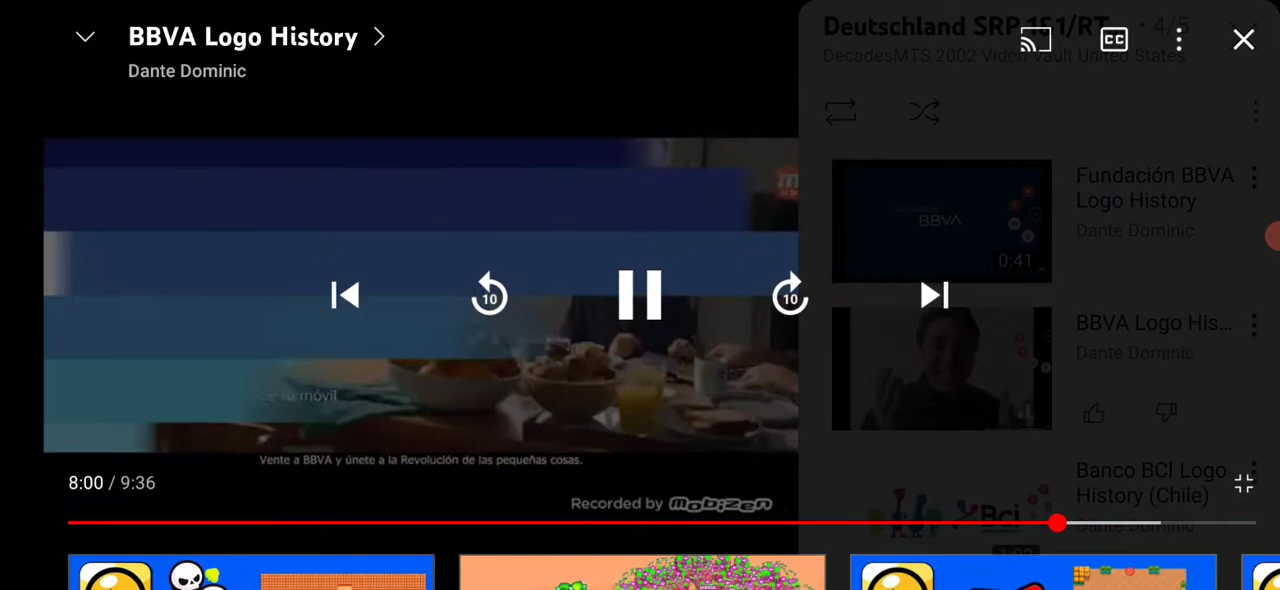 BBVA Logo History
Dante Dominic
Deutschland SRP 181/RT • 4/5
DecadesMTS 2002 Video Vault United States
CC
Fundación BBVA
Logo History
Dante Dominic
BBVA
0:41
10
10
BBVA Logo His...
Dante Dominic
móvil
Vente a BBVA y únete a la Revolución de las pequeñas cosas.
Banco BCI Logo
History (Chile)
Dante Dominic
Bci
8:00 / 9:36
Recorded by mobizen